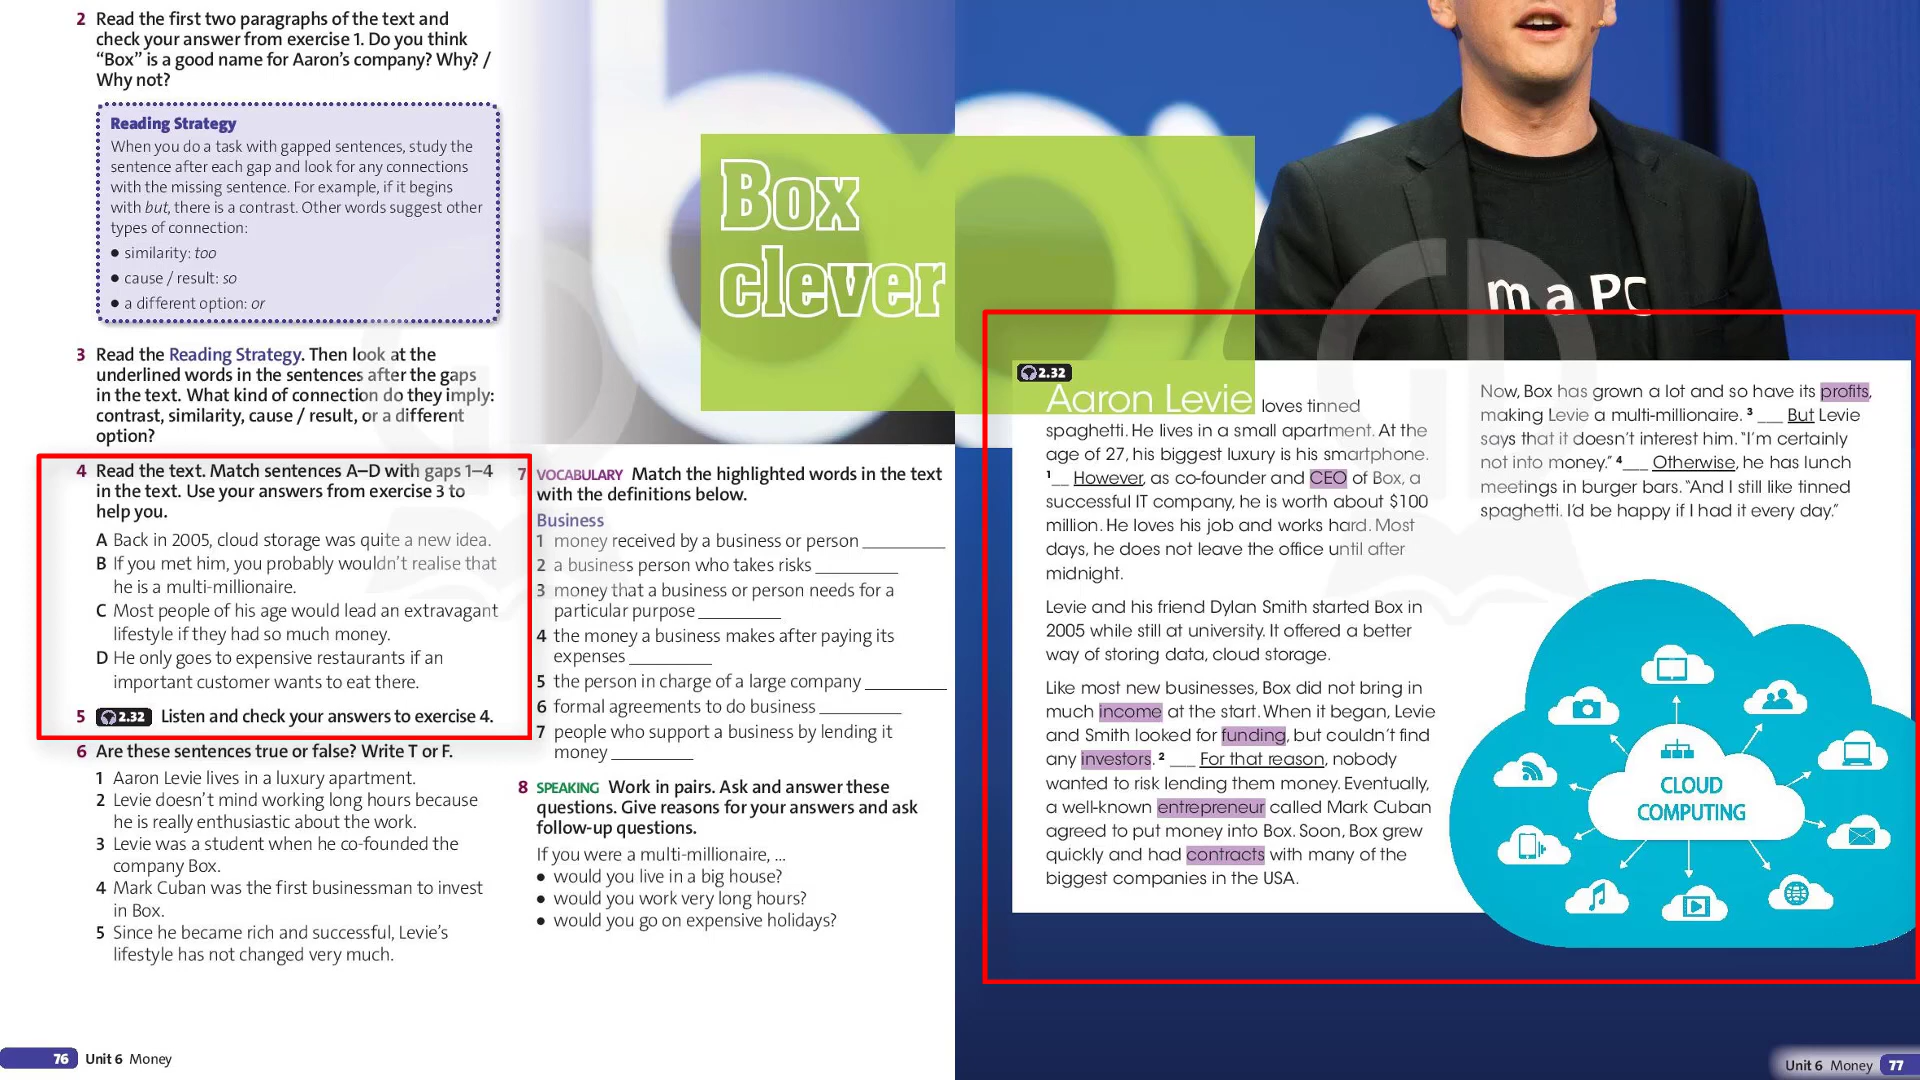 2 Read the first two paragraphs of the text and
check your answer from exercise 1. Do you think
“Box” is a good name for Aaron’s company? Why? /
Why not?
Reading Strategy
When you do a task with gapped sentences, study the
sentence after each gap and look for any connections
with the missing sentence. For example, if it begins
with but, there is a contrast. Other words suggest other
types of connection:
● similarity: too
● cause / result: so
● a different option: or
3 Read the Reading Strategy. Then look at the
underlined words in the sentences after the gaps
in the text. What kind of connection do they imply:
contrast, similarity, cause / result, or a different
option?
4 Read the text. Match sentences A–D with gaps 1–4
in the text. Use your answers from exercise 3 to
help you.
A Back in 2005, cloud storage was quite a new idea.
B If you met him, you probably wouldn’t realise that
he is a multi-millionaire.
C Most people of his age would lead an extravagant
lifestyle if they had so much money.
D He only goes to expensive restaurants if an
important customer wants to eat there.
5 2.32 Listen and check your answers to exercise 4.
6 Are these sentences true or false? Write T or F.
1 Aaron Levie lives in a luxury apartment.
2 Levie doesn’t mind working long hours because
he is really enthusiastic about the work.
3 Levie was a student when he co-founded the
company Box.
4 Mark Cuban was the first businessman to invest
in Box.
5 Since he became rich and successful, Levie’s
lifestyle has not changed very much.
7 VOCABULARY Match the highlighted words in the text
with the definitions below.
Business
1 money received by a business or person ________
2 a business person who takes risks ________
3 money that a business or person needs for a
particular purpose ________
4 the money a business makes after paying its
expenses ________
5 the person in charge of a large company ________
6 formal agreements to do business ________
7 people who support a business by lending it
money ________
8 SPEAKING Work in pairs. Ask and answer these
questions. Give reasons for your answers and ask
follow-up questions.
If you were a multi-millionaire, ...
● would you live in a big house?
● would you work very long hours?
● would you go on expensive holidays?
76 Unit 6 Money
Box
clever
m a PC
2.32
Aaron Levie loves tinned
spaghetti. He lives in a small apartment. At the
age of 27, his biggest luxury is his smartphone.
1__ However, as co-founder and CEO of Box, a
successful IT company, he is worth about $100
million. He loves his job and works hard. Most
days, he does not leave the office until after
midnight.
Levie and his friend Dylan Smith started Box in
2005 while still at university. It offered a better
way of storing data, cloud storage.
Like most new businesses, Box did not bring in
much income at the start. When it began, Levie
and Smith looked for funding, but couldn’t find
any investors. 2 ___ For that reason, nobody
wanted to risk lending them money. Eventually,
a well-known entrepreneur called Mark Cuban
agreed to put money into Box. Soon, Box grew
quickly and had contracts with many of the
biggest companies in the USA.
Now, Box has grown a lot and so have its profits,
making Levie a multi-millionaire. 3 ___ But Levie
says that it doesn’t interest him. “I’m certainly
not into money.” 4___ Otherwise, he has lunch
meetings in burger bars. “And I still like tinned
spaghetti. I’d be happy if I had it every day.”
CLOUD
COMPUTING
Unit 6 Money 77